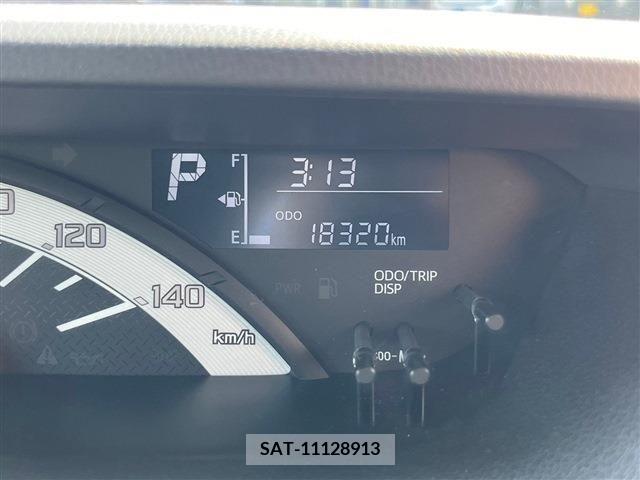 P
F
3:13
ODO
E
18320km
120
140
km/h
PWR
ODO/TRIP
DISP
SAT-11128913